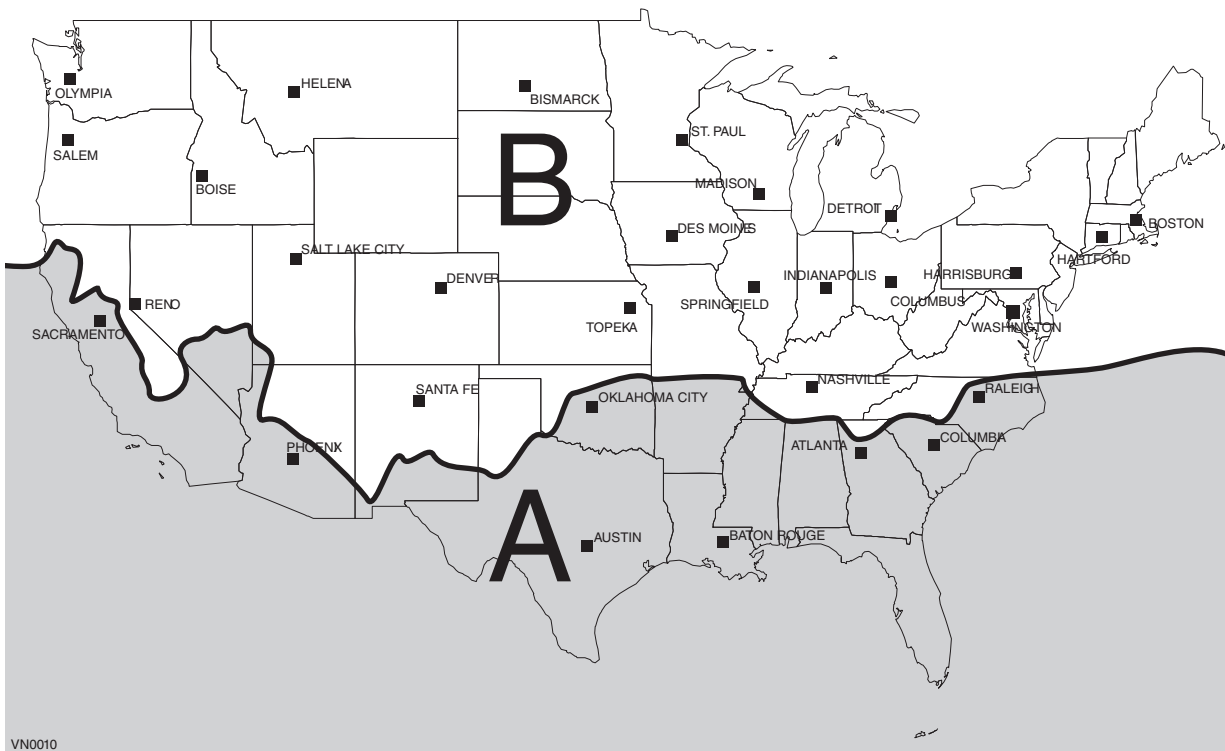 OLYMPIA
HELENA
BISMARCK
SALEM
ST. PAUL
BOISE
B
MADISON
DETROIT
DES MOINES
BOSTON
SALT LAKE CITY
HARTFORD
DENVER
INDIANAPOLIS
HARRISBURG
RENO
SPRINGFIELD
COLUMBUS
SACRAMENTO
TOPEKA
WASHINGTON
SANTA FE
NASHVILLE
RALEIGH
OKLAHOMA CITY
PHOENIX
ATLANTA
COLUMBA
A
AUSTIN
BATON ROUGE
VN0010